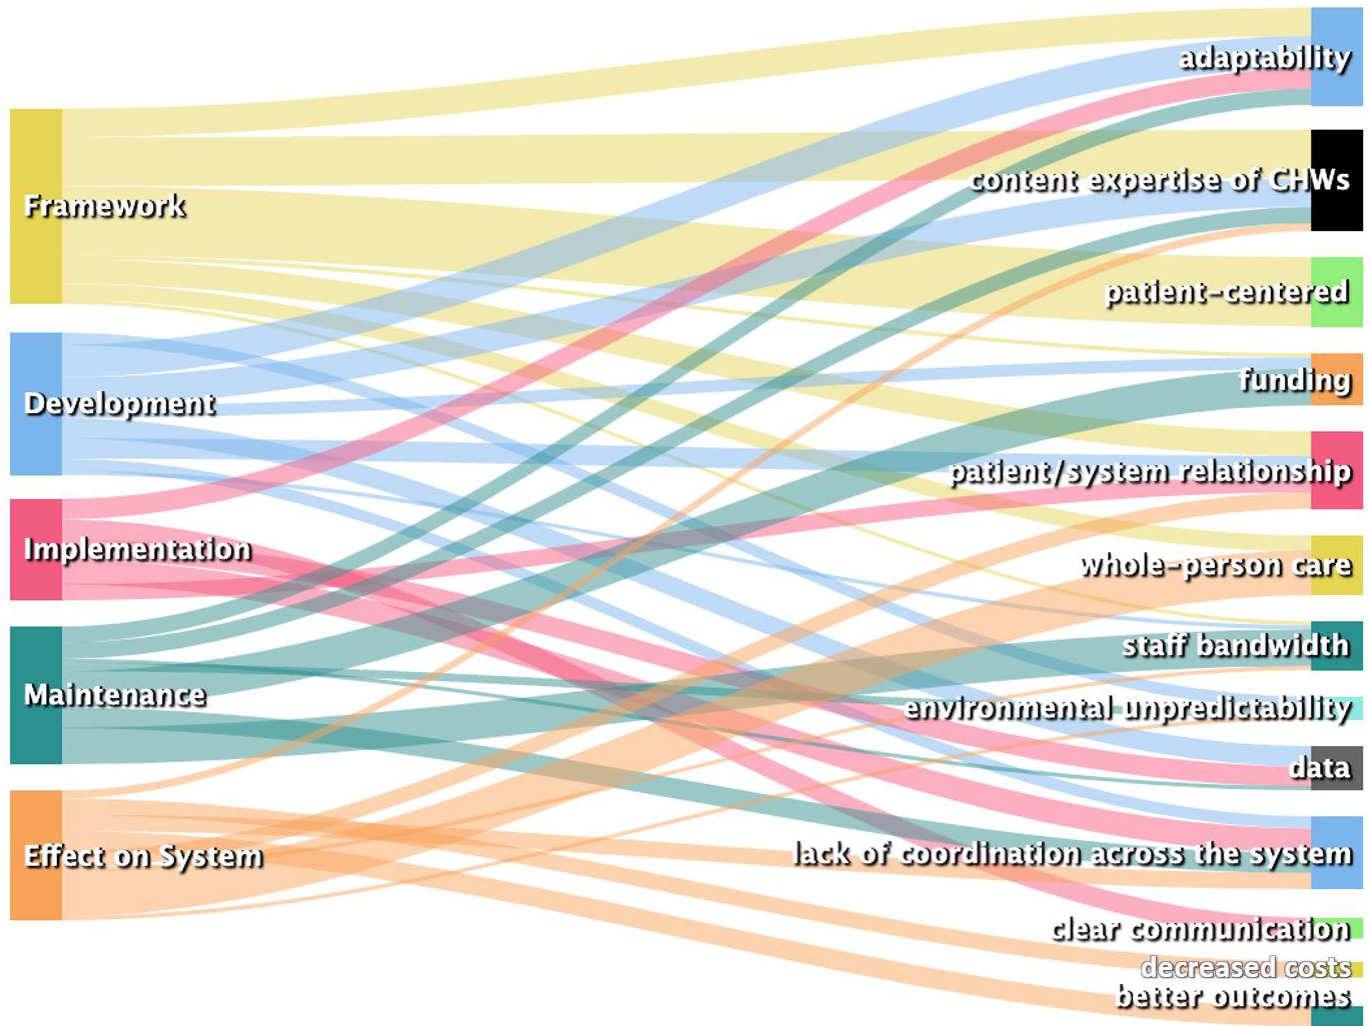 Framework
Development
Implementation
Maintenance
Effect on System
adaptability
content expertise of CHWs
patient-centered
funding
patient/system relationship
whole-person care
staff bandwidth
environmental unpredictability
data
lack of coordination across the system
clear communication
decreased costs
better outcomes